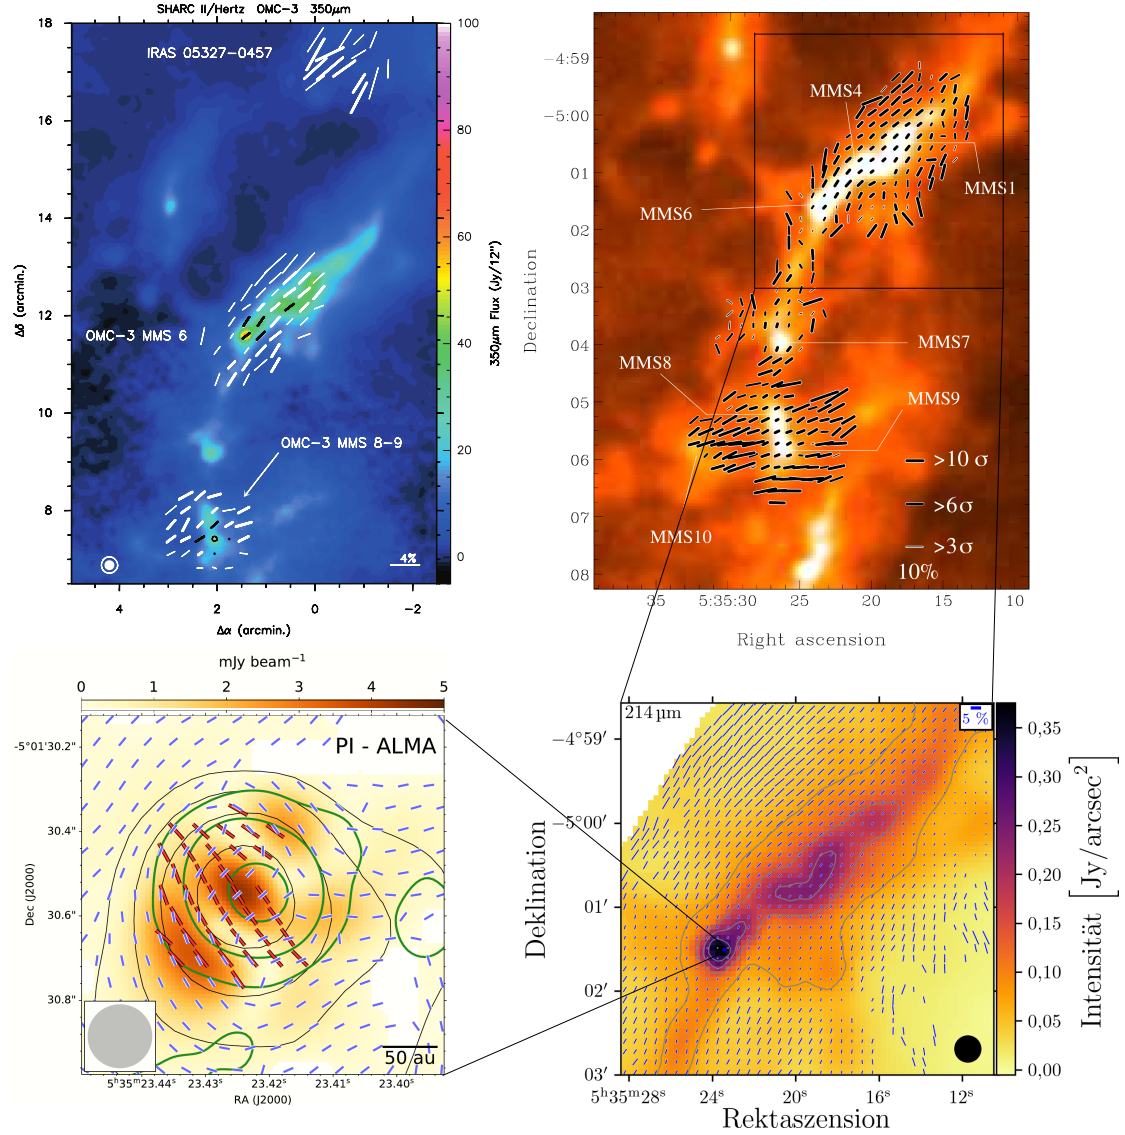 SHARC II/Hertz OMC-3 350μm
IRAS 05327-0457
OMC-3 MMS 6
OMC-3 MMS 8-9
4%
18
16
14
12
10
8
4
2
0
-2
Δδ (arcmin.)
Δα (arcmin.)
100
80
60
40
20
0
350μm Flux (Jy/12")
MMS4
MMS1
MMS6
MMS7
MMS8
MMS9
MMS10
>10 σ
>6σ
>3σ
10%
−4:59
−5:00
01
02
03
04
05
06
07
08
Declination
35
5:35:30
25
20
15
10
Right ascension
mJy beam⁻¹
0
1
2
3
4
5
PI - ALMA
-5°01'30.2"
30.4"
30.6"
30.8"
Dec (J2000)
50 au
5ʰ35ᵐ23.44ˢ
23.43ˢ
23.42ˢ
23.41ˢ
23.40ˢ
RA (J2000)
214 μm
5 %
−4°59′
−5°00′
01′
02′
03′
Deklination
5ʰ35ᵐ28ˢ
24ˢ
20ˢ
16ˢ
12ˢ
Rektaszension
0,35
0,30
0,25
0,20
0,15
0,10
0,05
0,00
Intensität [Jy/arcsec²]